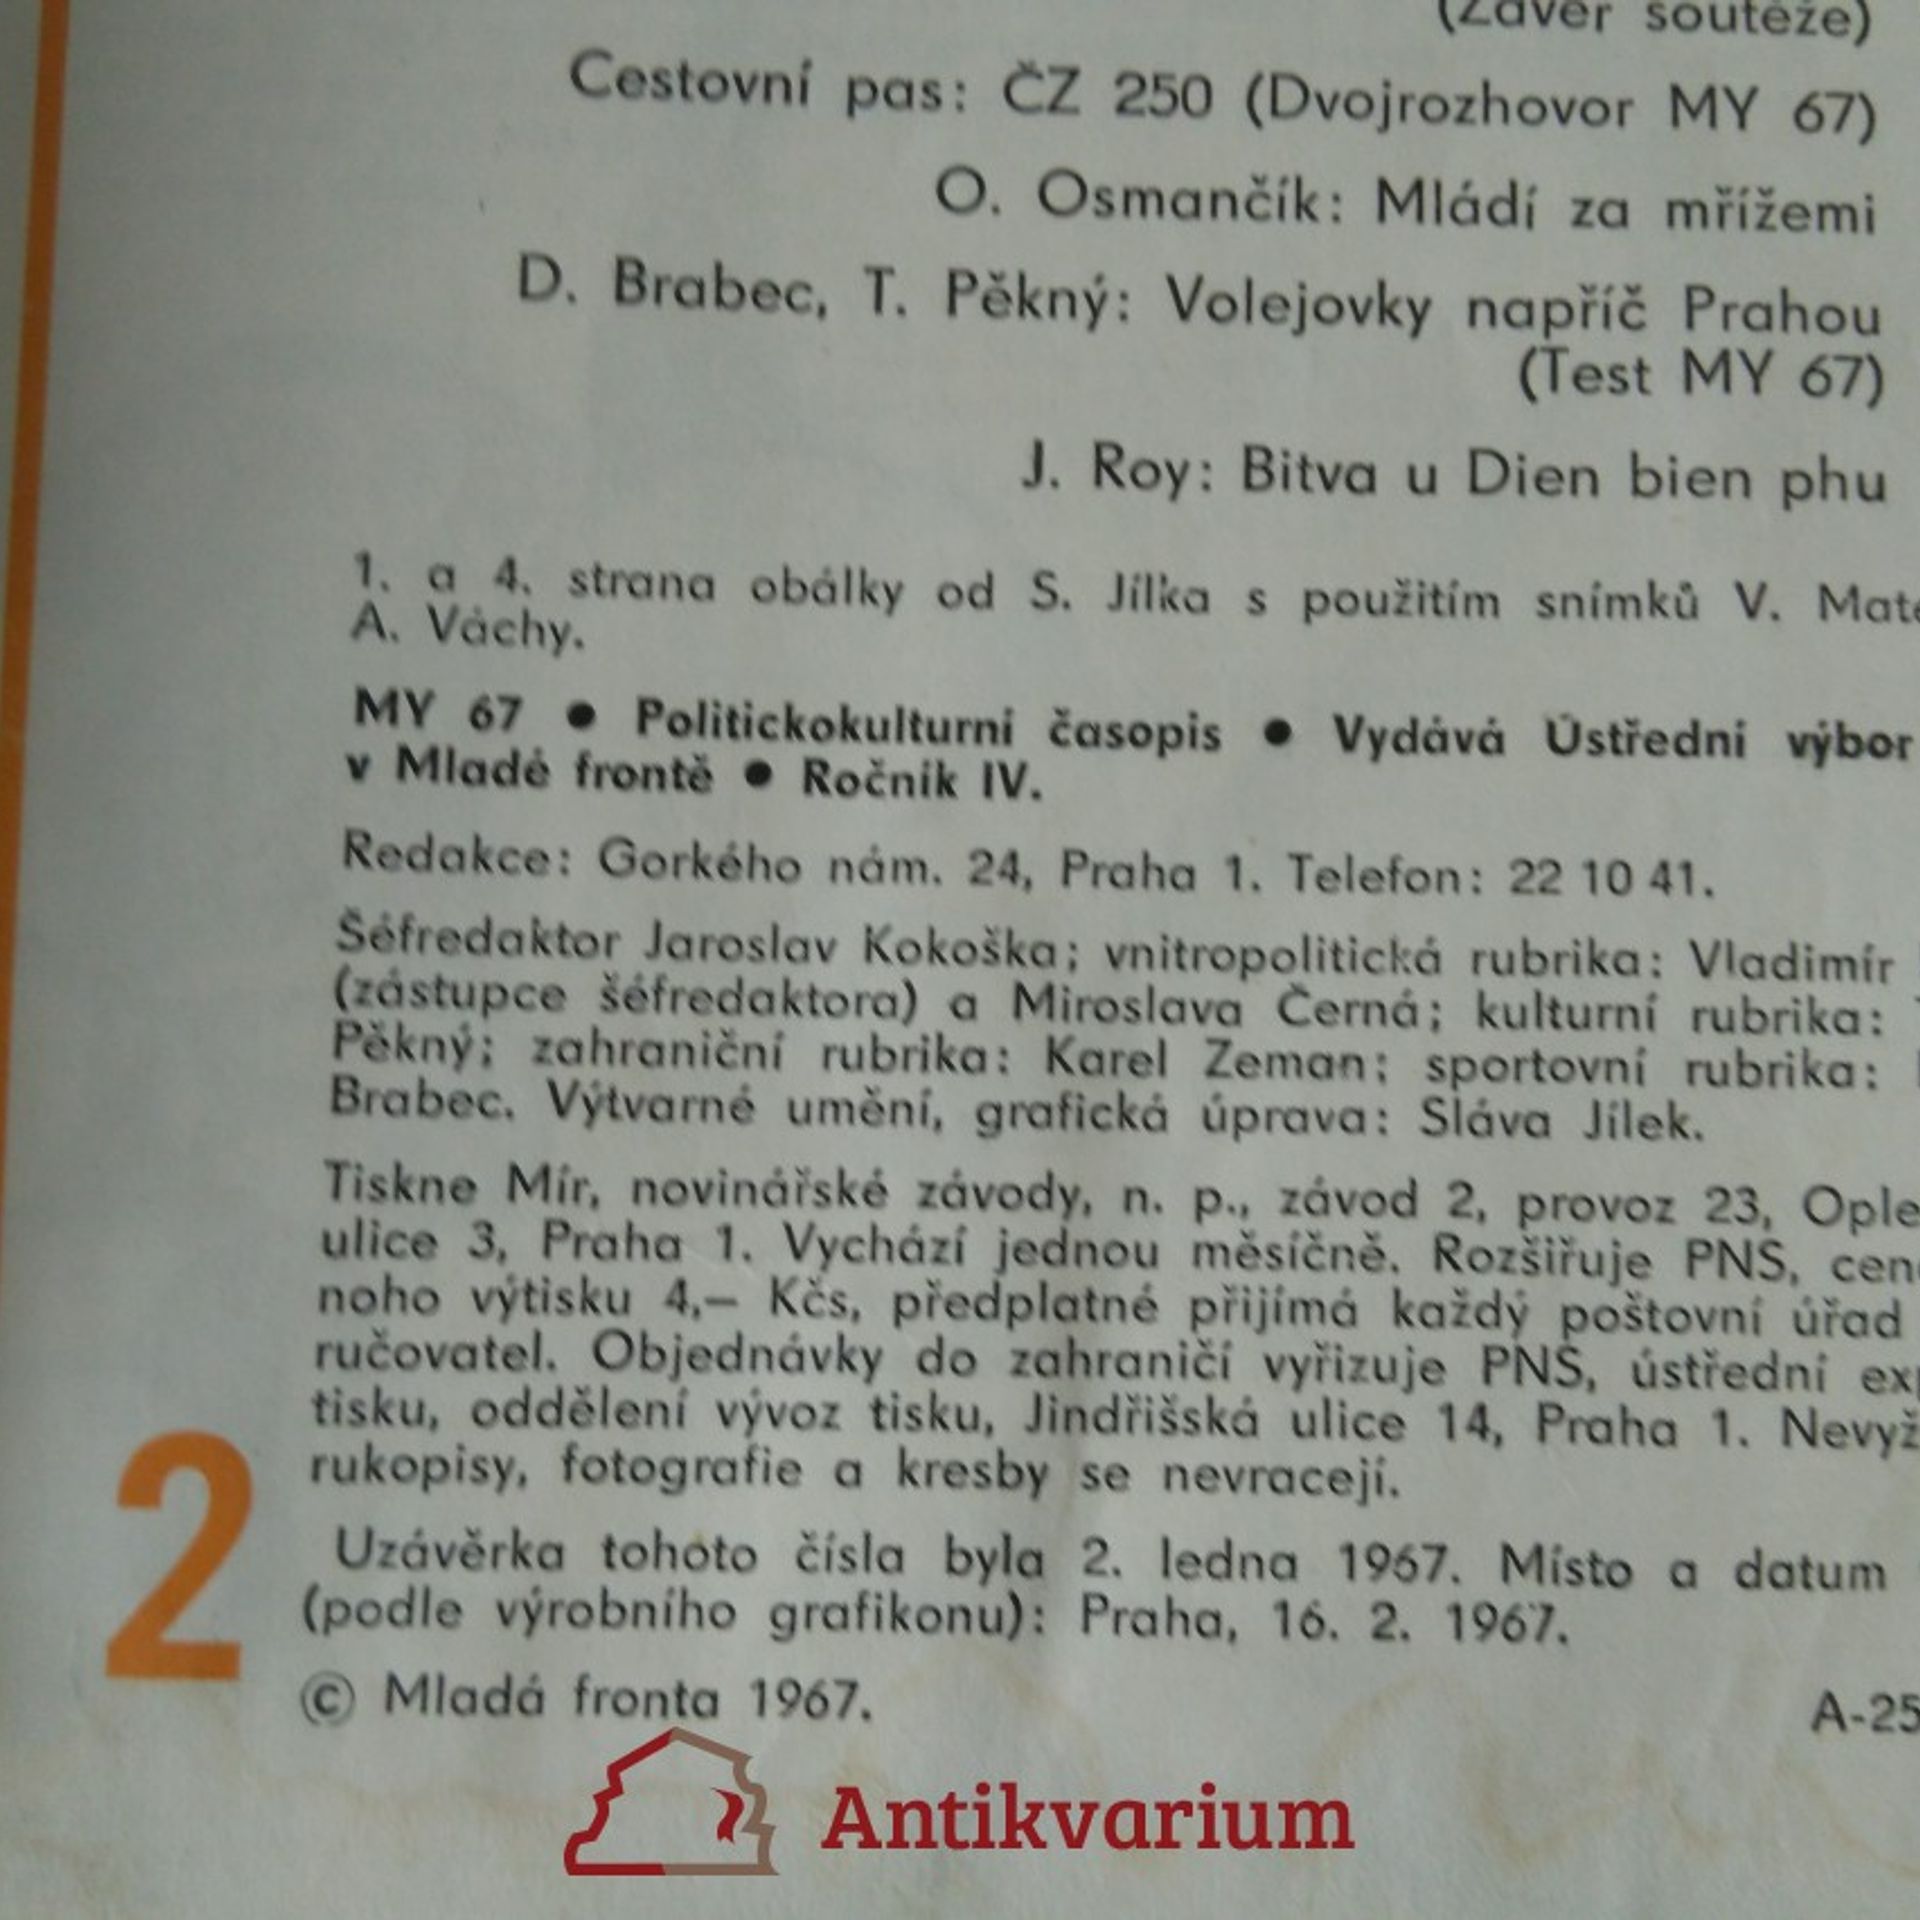 (Závěr soutěže)
Cestovní pas: ČZ 250 (Dvojrozhovor MY 67)
O. Osmančík: Mládí za mřížemi
D. Brabec, T. Pěkný: Volejovky napříč Prahou
(Test MY 67)
J. Roy: Bitva u Dien bien phu
1. a 4. strana obálky od S. Jílka s použitím snímků V.
A. Váchy.
MY 67 ● Politickokulturní časopis ● Vydává Ústřední výbor
v Mladé frontě ● Ročník IV.
Redakce: Gorkého nám. 24, Praha 1. Telefon: 22 10 41.
Šéfredaktor Jaroslav Kokoška; vnitropolitická rubrika: Vladimír
(zástupce šéfredaktora) a Miroslava Černá; kulturní rubrika:
Pěkný; zahraniční rubrika: Karel Zeman; sportovní rubrika:
Brabec. Výtvarné umění, grafická úprava: Sláva Jílek.
Tiskne Mír, novinářské závody, n. p., závod 2, provoz 23,
ulice 3, Praha 1. Vychází jednou měsíčně. Rozšiřuje PNS,
noho výtisku 4,— Kčs, předplatné přijímá každý poštovní úřad
ručovatel. Objednávky do zahraničí vyřizuje PNS, ústřední
tisku, oddělení vývoz tisku, Jindřišská ulice 14, Praha 1.
rukopisy, fotografie a kresby se nevracejí.
Uzávěrka tohoto čísla byla 2. ledna 1967. Místo a datum
(podle výrobního grafikonu): Praha, 16. 2. 1967.
2
© Mladá fronta 1967.
A-25
Antikvarium